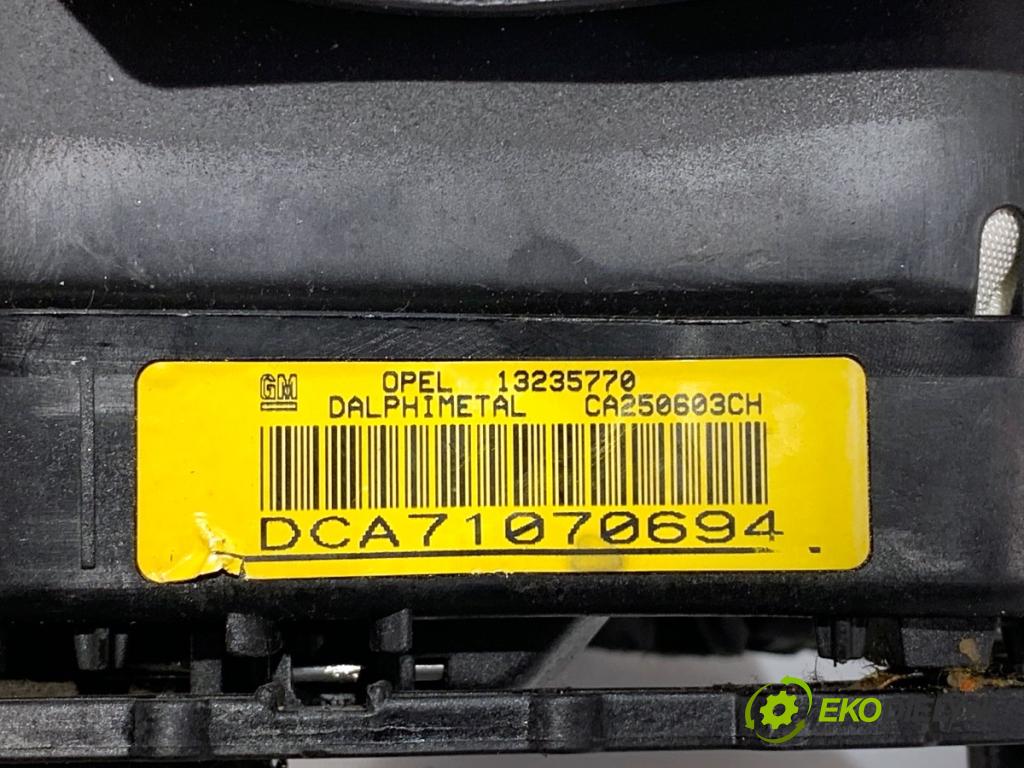 GM OPEL 13235770
DALPHIMETAL CA250603CH
DCA71070694
EKO